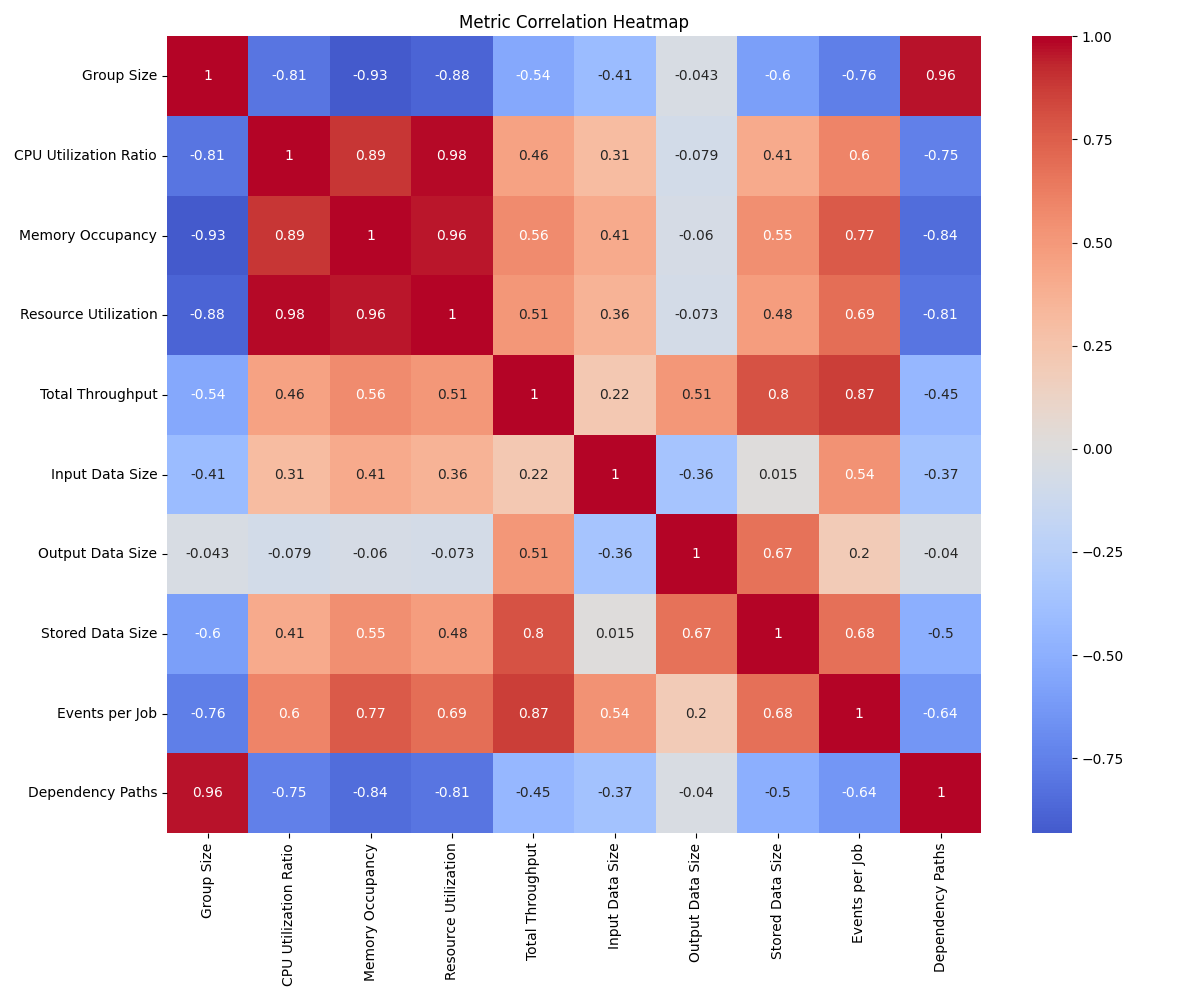 Metric Correlation Heatmap
Group Size 1 -0.81 -0.93 -0.88 -0.54 -0.41 -0.043 -0.6 -0.76 0.96
CPU Utilization Ratio -0.81 1 0.89 0.98 0.46 0.31 -0.079 0.41 0.6 -0.75
Memory Occupancy -0.93 0.89 1 0.96 0.56 0.41 -0.06 0.55 0.77 -0.84
Resource Utilization -0.88 0.98 0.96 1 0.51 0.36 -0.073 0.48 0.69 -0.81
Total Throughput -0.54 0.46 0.56 0.51 1 0.22 0.51 0.8 0.87 -0.45
Input Data Size -0.41 0.31 0.41 0.36 0.22 1 -0.36 0.015 0.54 -0.37
Output Data Size -0.043 -0.079 -0.06 -0.073 0.51 -0.36 1 0.67 0.2 -0.04
Stored Data Size -0.6 0.41 0.55 0.48 0.8 0.015 0.67 1 0.68 -0.5
Events per Job -0.76 0.6 0.77 0.69 0.87 0.54 0.2 0.68 1 -0.64
Dependency Paths 0.96 -0.75 -0.84 -0.81 -0.45 -0.37 -0.04 -0.5 -0.64 1
Group Size
CPU Utilization Ratio
Memory Occupancy
Resource Utilization
Total Throughput
Input Data Size
Output Data Size
Stored Data Size
Events per Job
Dependency Paths
1.00
0.75
0.50
0.25
0.00
−0.25
−0.50
−0.75